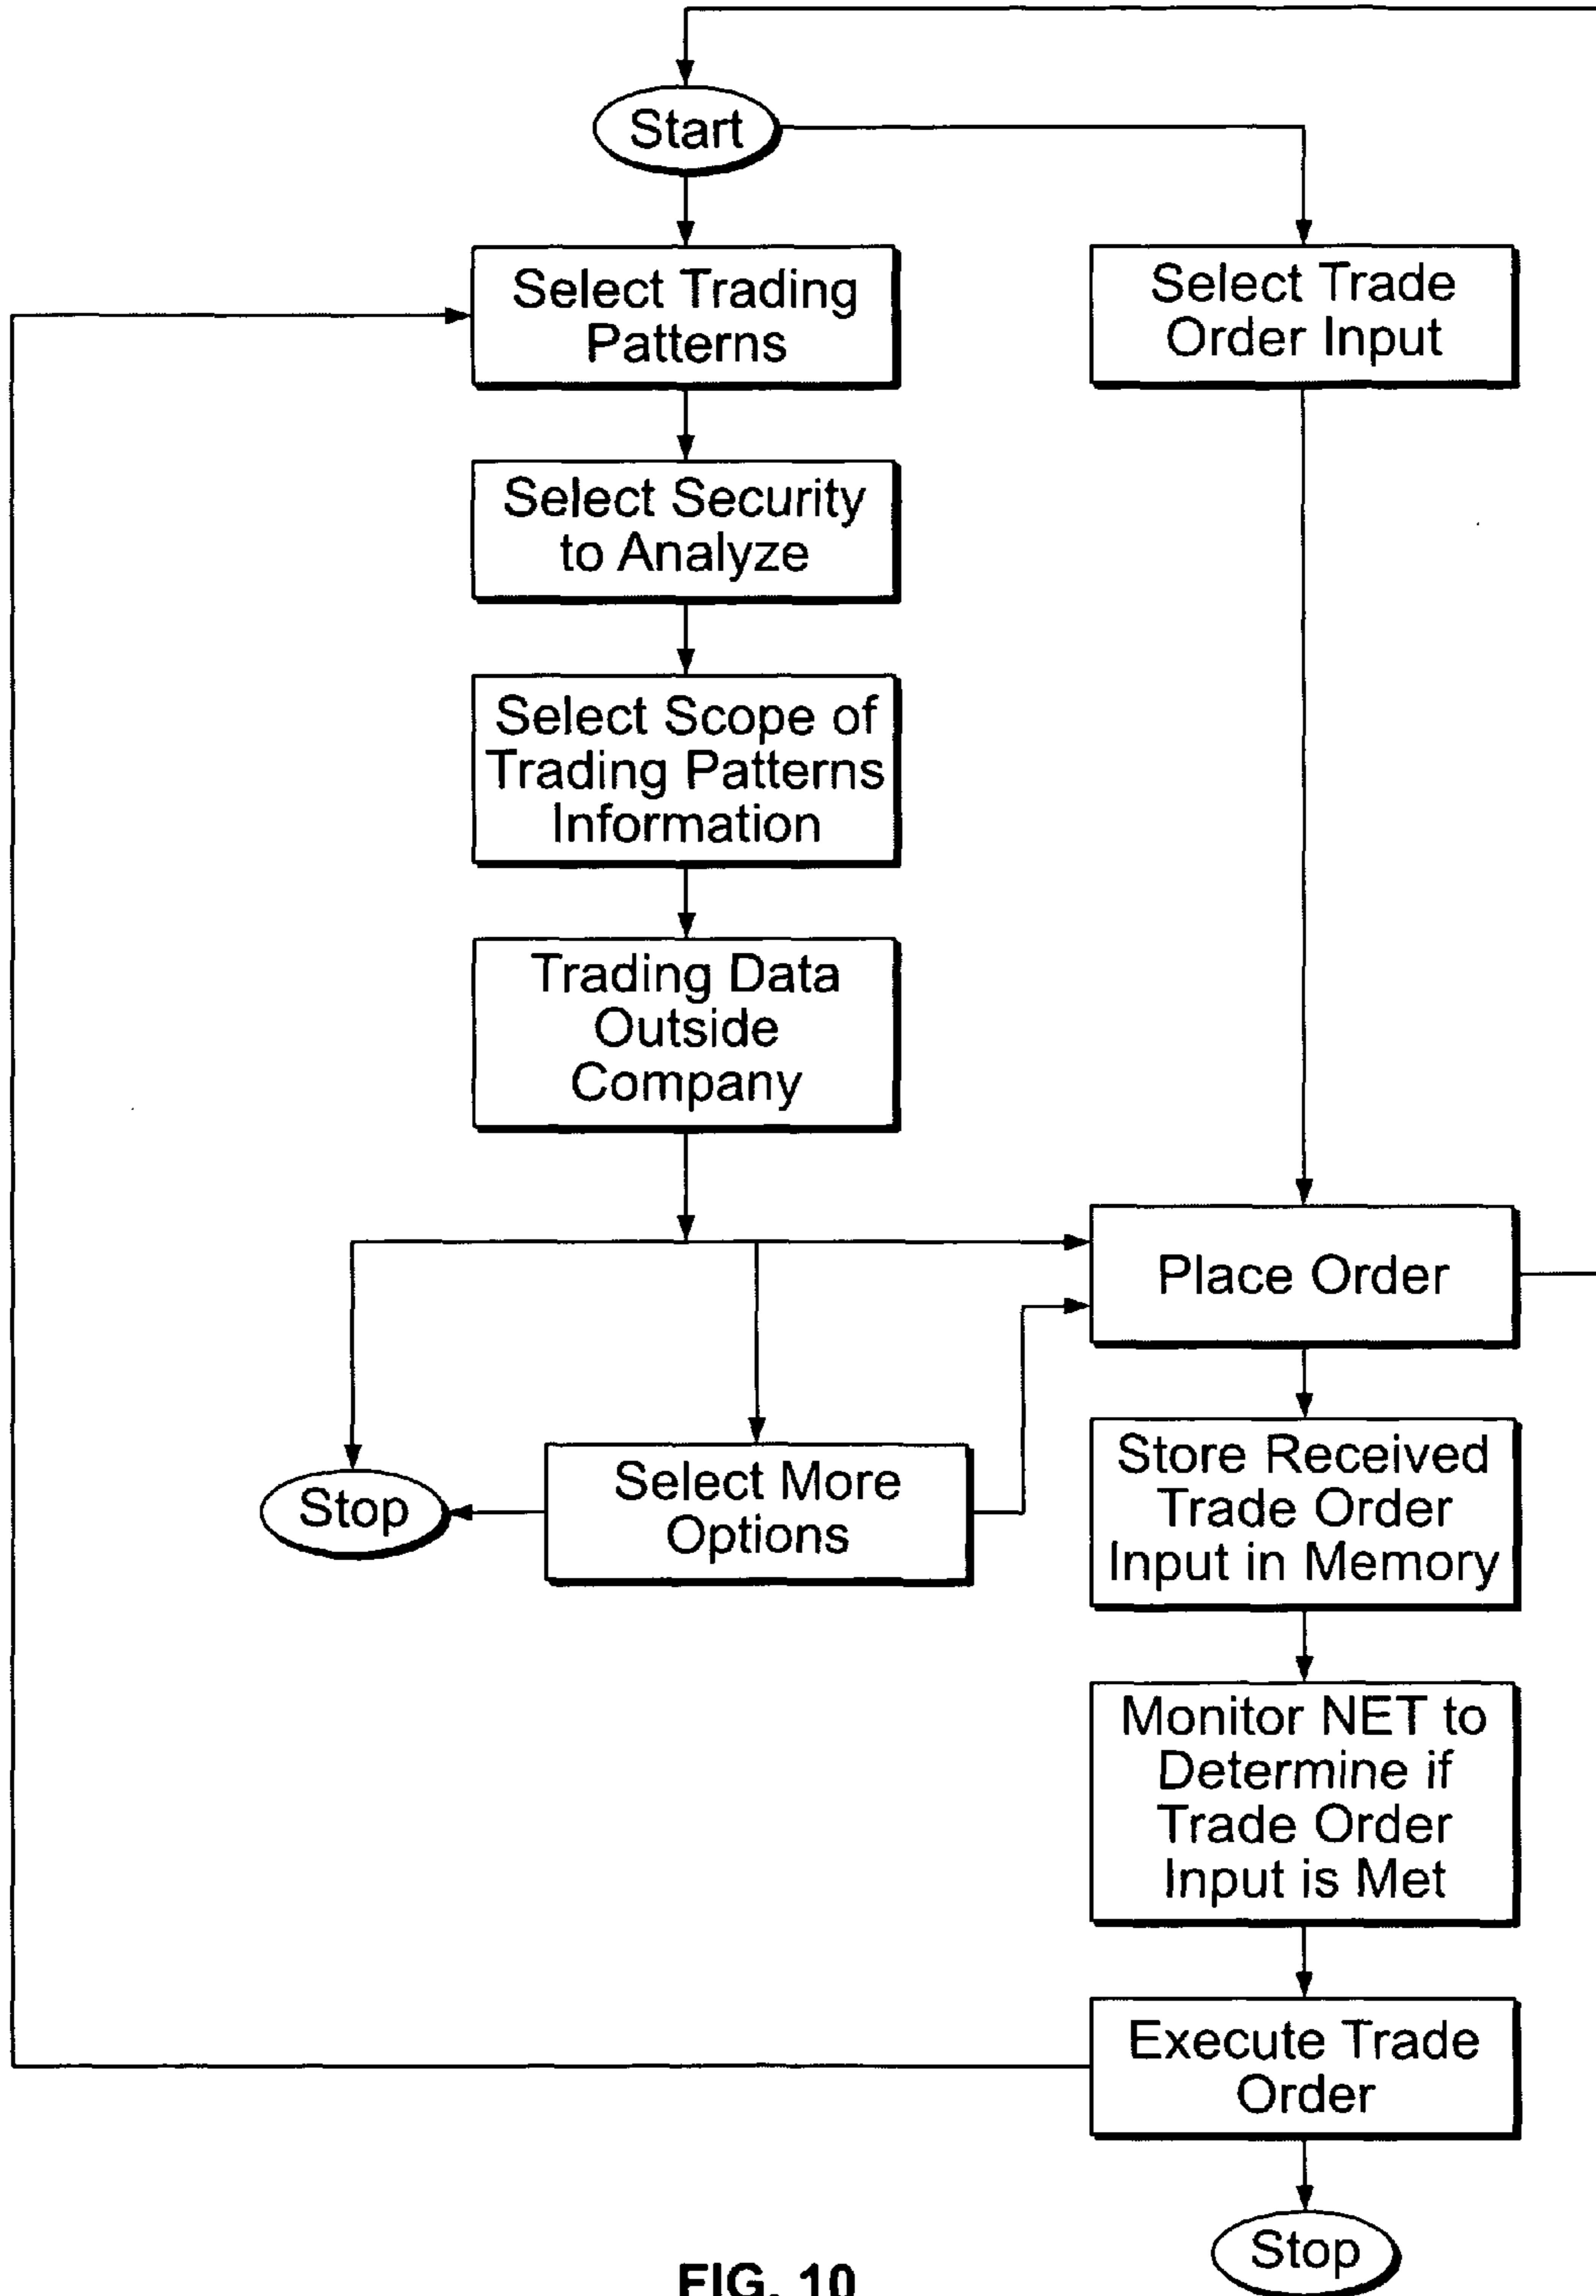 Start
Select Trading
Patterns
Select Trade
Order Input
Select Security
to Analyze
Select Scope of
Trading Patterns
Information
Trading Data
Outside
Company
Place Order
Select More
Options
Stop
Store Received
Trade Order
Input in Memory
Monitor NET to
Determine if
Trade Order
Input is Met
Execute Trade
Order
Stop
FIG. 10